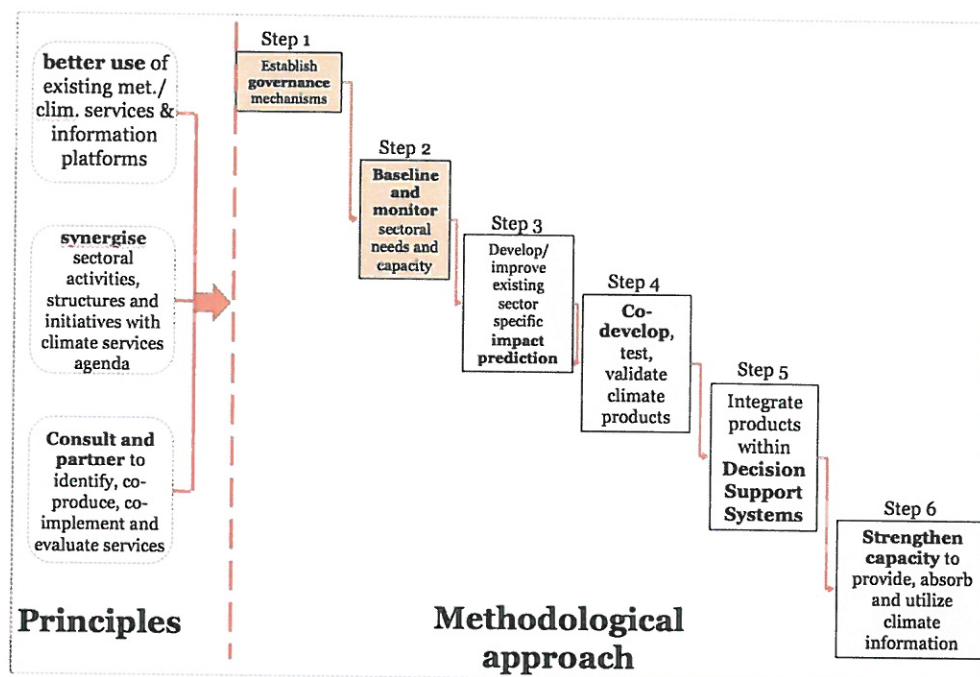 better use of
existing met./
clim. services &
information
platforms
synergise
sectoral
activities,
structures and
initiatives with
climate services
agenda
Consult and
partner to
identify, co-
produce, co-
implement and
evaluate services
Principles
Step 1
Establish
governance
mechanisms
Step 2
Baseline and
monitor
sectoral
needs and
capacity
Step 3
Develop/
improve
existing
sector
specific
impact
prediction
Step 4
Co-
develop,
test,
validate
climate
products
Step 5
Integrate
products
within
Decision
Support
Systems
Step 6
Strengthen
capacity to
provide, absorb
and utilize
climate
information
Methodological
approach